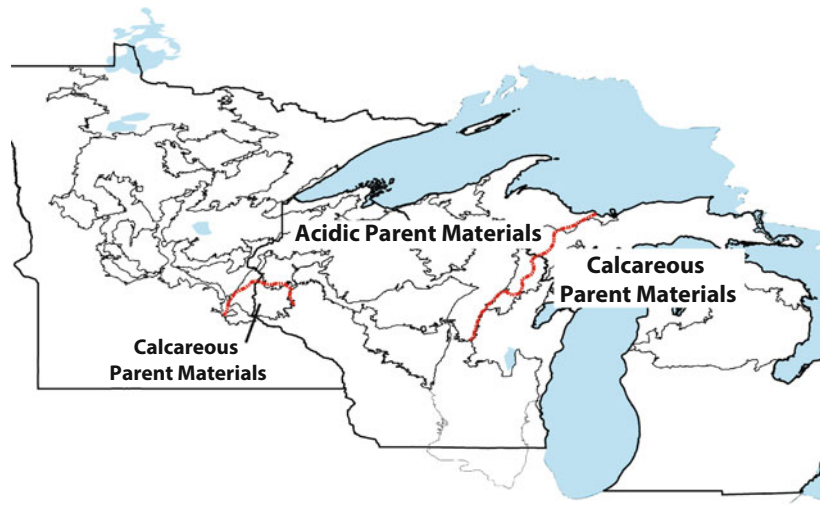 Acidic Parent Materials
Calcareous
Parent Materials
Calcareous
Parent Materials